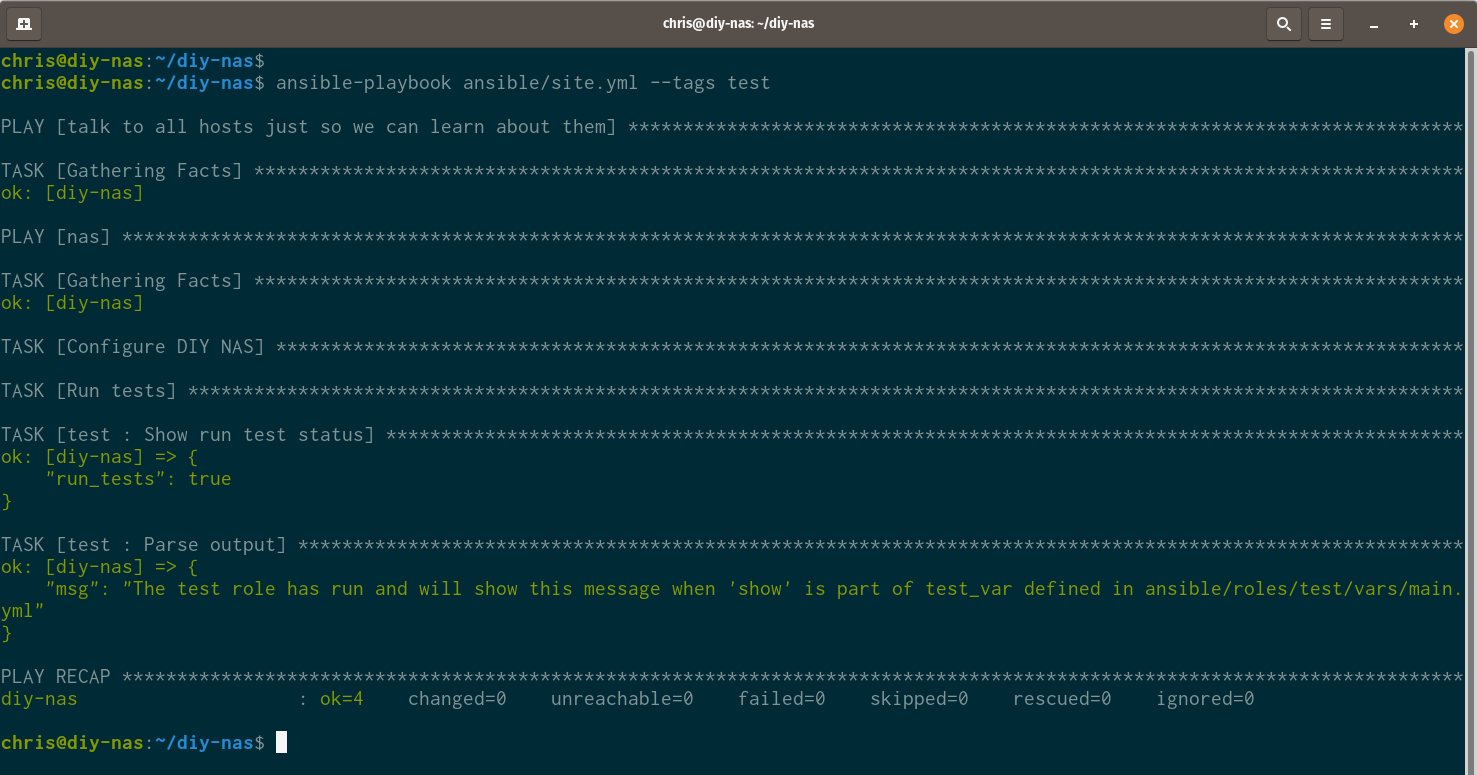 chris@diy-nas: ~/diy-nas
chris@diy-nas:~/diy-nas$
chris@diy-nas:~/diy-nas$ ansible-playbook ansible/site.yml --tags test
PLAY [talk to all hosts just so we can learn about them] ****************************************************************************
TASK [Gathering Facts] **************************************************************************************************************
ok: [diy-nas]
PLAY [nas] **************************************************************************************************************************
TASK [Gathering Facts] **************************************************************************************************************
ok: [diy-nas]
TASK [Configure DIY NAS] ************************************************************************************************************
TASK [Run tests] ********************************************************************************************************************
TASK [test : Show run test status] **************************************************************************************************
ok: [diy-nas] => {
    "run_tests": true
}
TASK [test : Parse output] **********************************************************************************************************
ok: [diy-nas] => {
    "msg": "The test role has run and will show this message when 'show' is part of test_var defined in ansible/roles/test/vars/main.
yml"
}
PLAY RECAP **************************************************************************************************************************
diy-nas                    : ok=4    changed=0    unreachable=0    failed=0    skipped=0    rescued=0    ignored=0
chris@diy-nas:~/diy-nas$